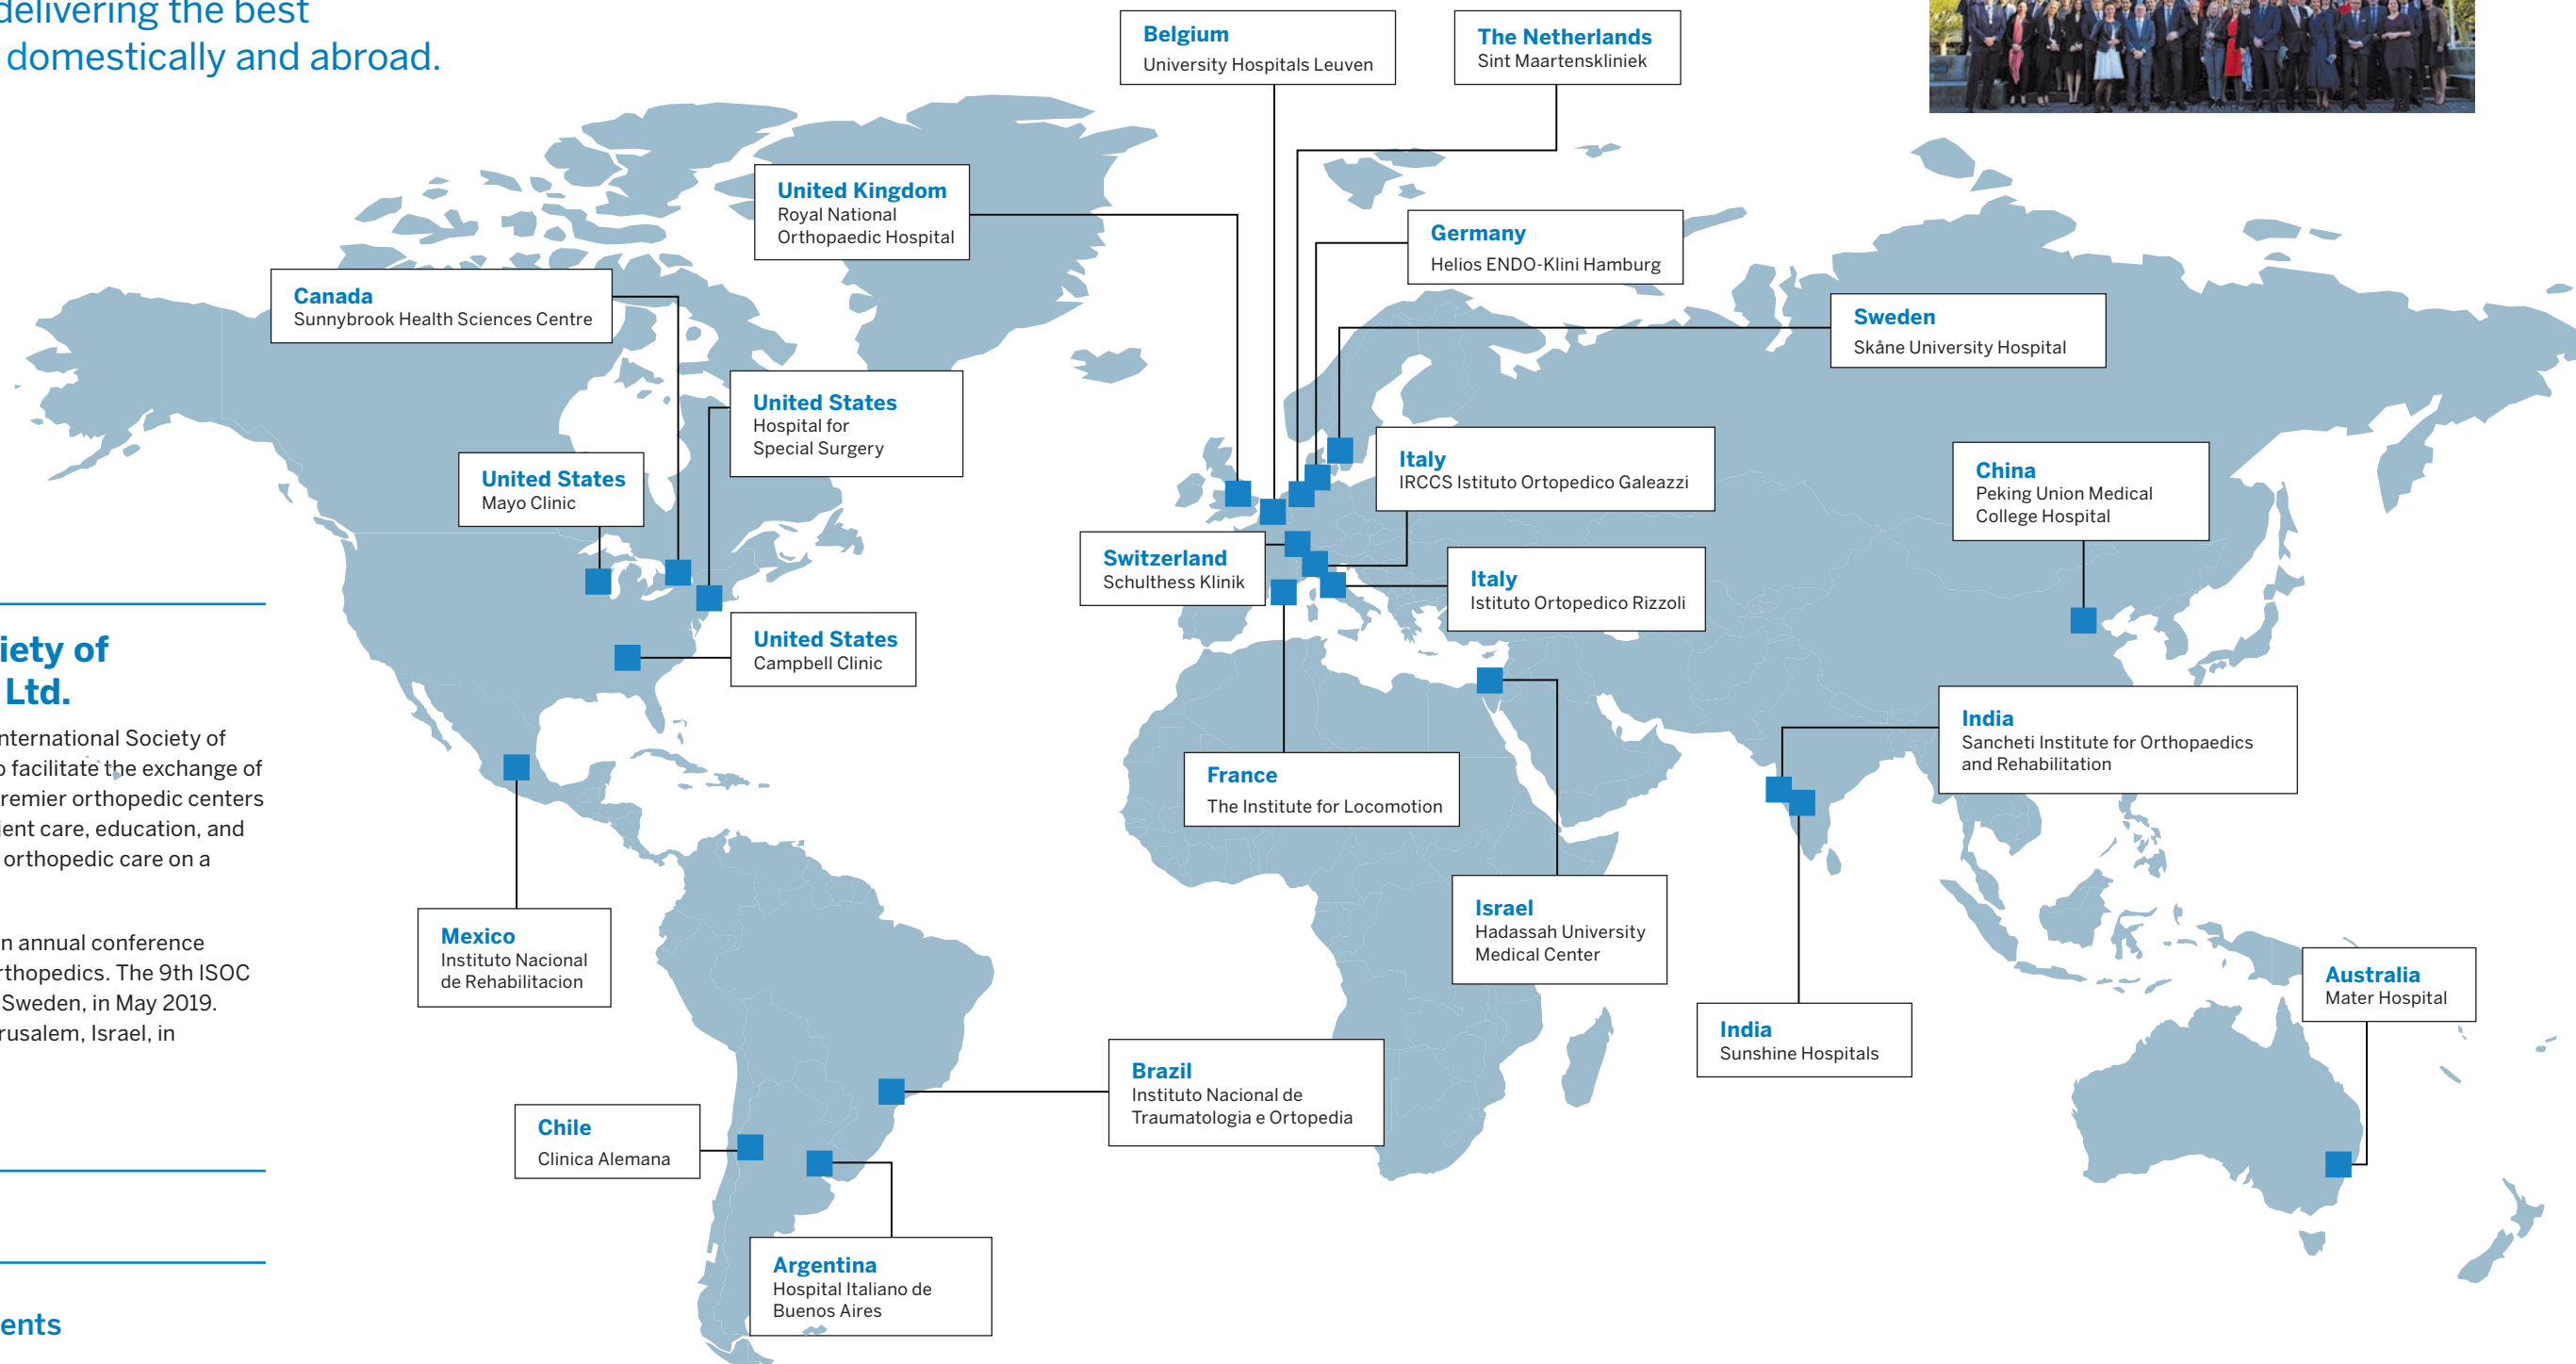 delivering the best
domestically and abroad.
iety of
Ltd.
nternational Society of
o facilitate the exchange of
remier orthopedic centers
ient care, education, and
orthopedic care on a
n annual conference
rthopedics. The 9th ISOC
Sweden, in May 2019.
rusalem, Israel, in
ents
Belgium
University Hospitals Leuven
The Netherlands
Sint Maartenskliniek
United Kingdom
Royal National
Orthopaedic Hospital
Germany
Helios ENDO-Klini Hamburg
Canada
Sunnybrook Health Sciences Centre
Sweden
Skåne University Hospital
United States
Hospital for
Special Surgery
United States
Mayo Clinic
Italy
IRCCS Istituto Ortopedico Galeazzi
China
Peking Union Medical
College Hospital
Switzerland
Schulthess Klinik
Italy
Istituto Ortopedico Rizzoli
United States
Campbell Clinic
India
Sancheti Institute for Orthopaedics
and Rehabilitation
France
The Institute for Locomotion
Israel
Hadassah University
Medical Center
Mexico
Instituto Nacional
de Rehabilitacion
Australia
Mater Hospital
India
Sunshine Hospitals
Brazil
Instituto Nacional de
Traumatologia e Ortopedia
Chile
Clinica Alemana
Argentina
Hospital Italiano de
Buenos Aires